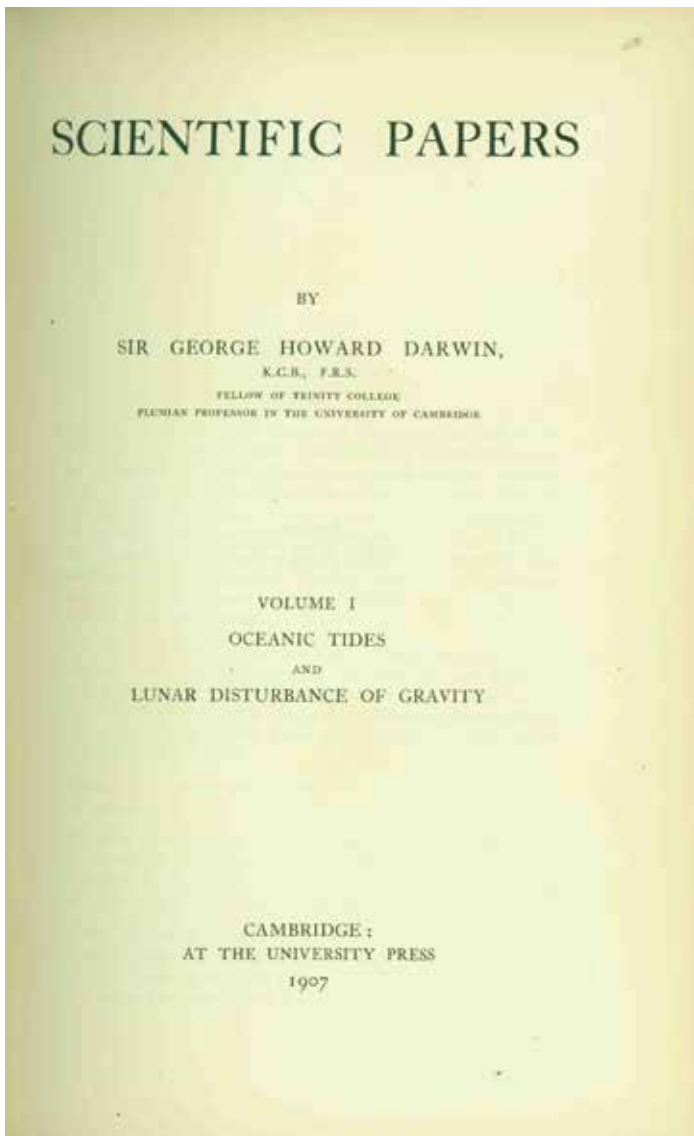 SCIENTIFIC PAPERS
BY
SIR GEORGE HOWARD DARWIN,
K.C.B., F.R.S.
FELLOW OF TRINITY COLLEGE
PLUMIAN PROFESSOR IN THE UNIVERSITY OF CAMBRIDGE
VOLUME I
OCEANIC TIDES
AND
LUNAR DISTURBANCE OF GRAVITY
CAMBRIDGE:
AT THE UNIVERSITY PRESS
1907